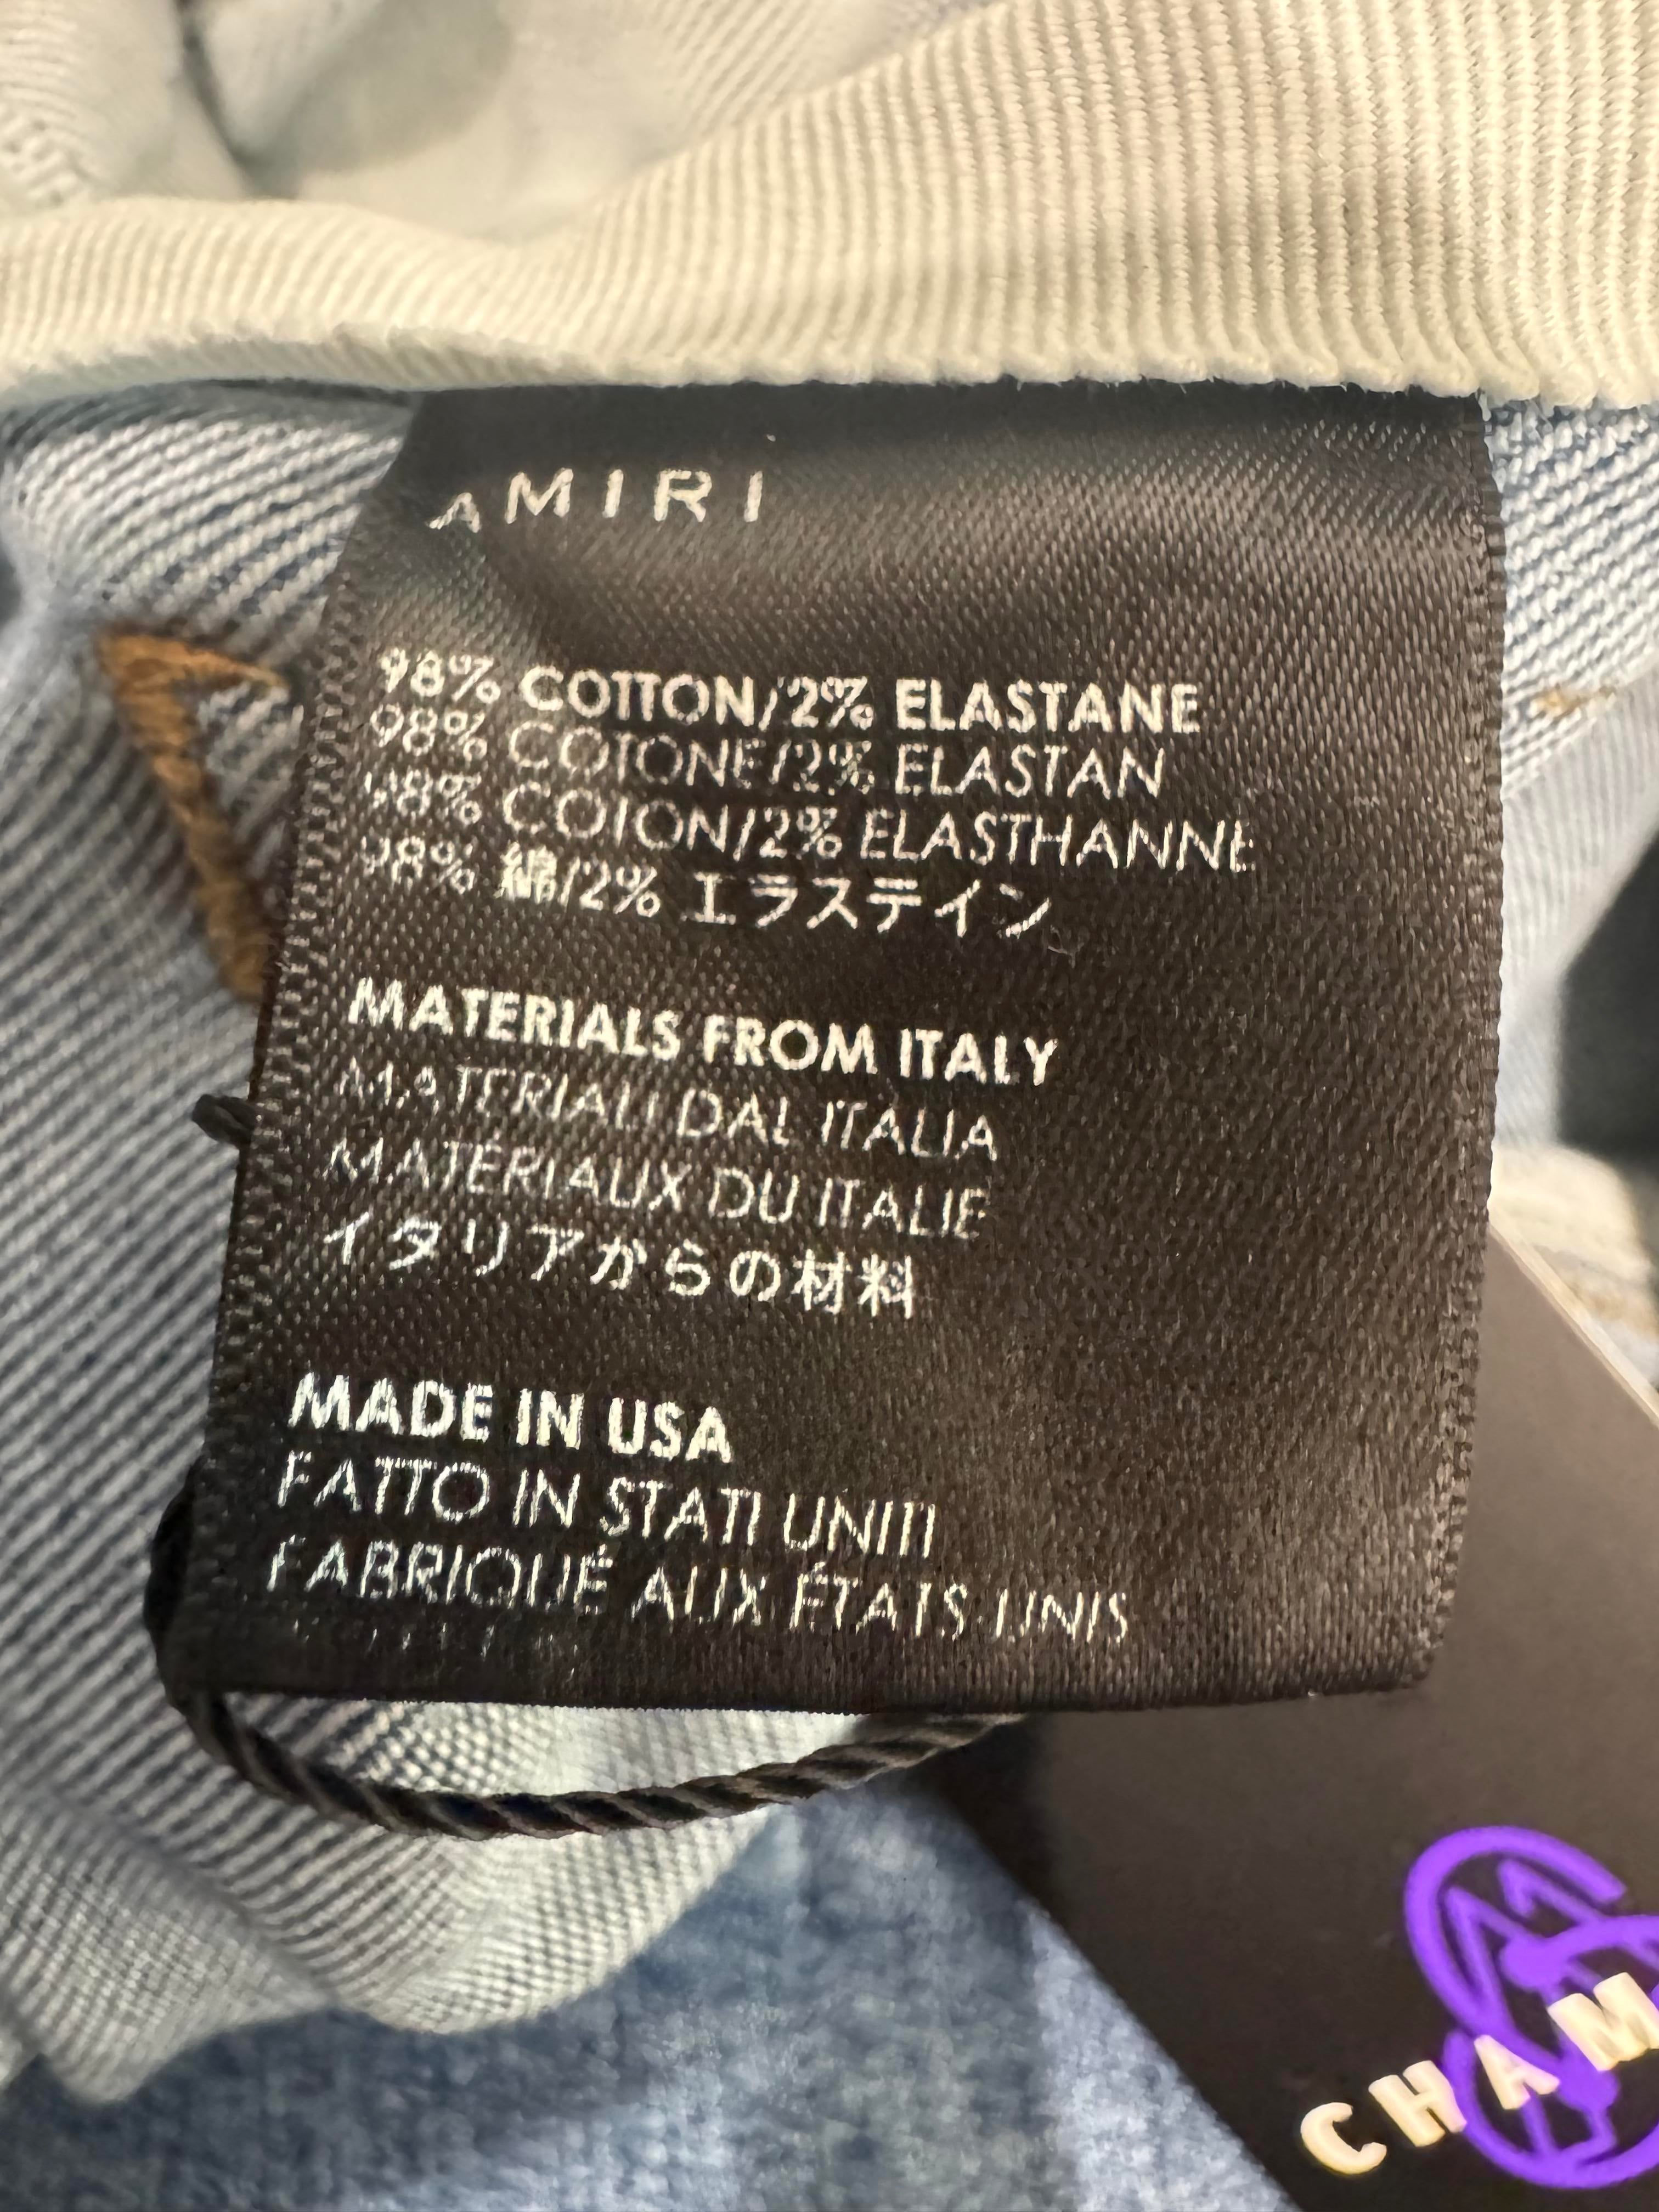 AMIRI
98% COTTON/2% ELASTANE
98% COTONE/2% ELASTAN
98% COTON/2% ELASTHANNE
98% 綿/2% エラステイン
MATERIALS FROM ITALY
MATERIALI DAL ITALIA
MATÉRIAUX DU ITALIE
イタリアからの材料
MADE IN USA
FATTO IN STATI UNITI
FABRIQUÉ AUX ÉTATS-UNIS
CHAM